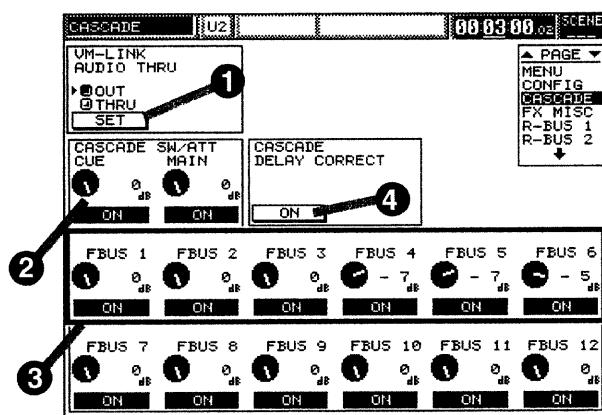 CASCADE U2 00:03:00.02 SCENE
VM-LINK
AUDIO THRU
OUT
THRU
SET
1
▲ PAGE ▼
MENU
CONFIG
CASCADE
FX MISC
R-BUS 1
R-BUS 2
CASCADE SW/ATT
CUE MAIN
0 dB 0 dB
ON ON
2
CASCADE
DELAY CORRECT
ON
4
FBUS 1 FBUS 2 FBUS 3 FBUS 4 FBUS 5 FBUS 6
0 dB 0 dB 0 dB - 7 dB - 7 dB - 5 dB
ON ON ON ON ON ON
3
FBUS 7 FBUS 8 FBUS 9 FBUS 10 FBUS 11 FBUS 12
0 dB 0 dB 0 dB 0 dB 0 dB 0 dB
ON ON ON ON ON ON